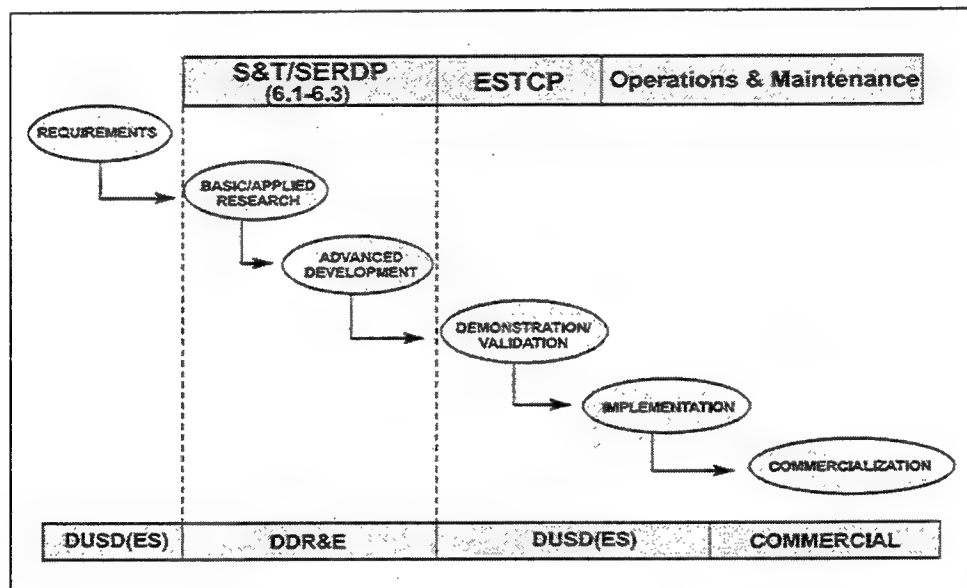 S&T/SERDP
(6.1-6.3)
ESTCP
Operations & Maintenance
REQUIREMENTS
BASIC/APPLIED
RESEARCH
ADVANCED
DEVELOPMENT
DEMONSTRATION/
VALIDATION
IMPLEMENTATION
COMMERCIALIZATION
DUSD(ES)
DDR&E
DUSD(ES)
COMMERCIAL